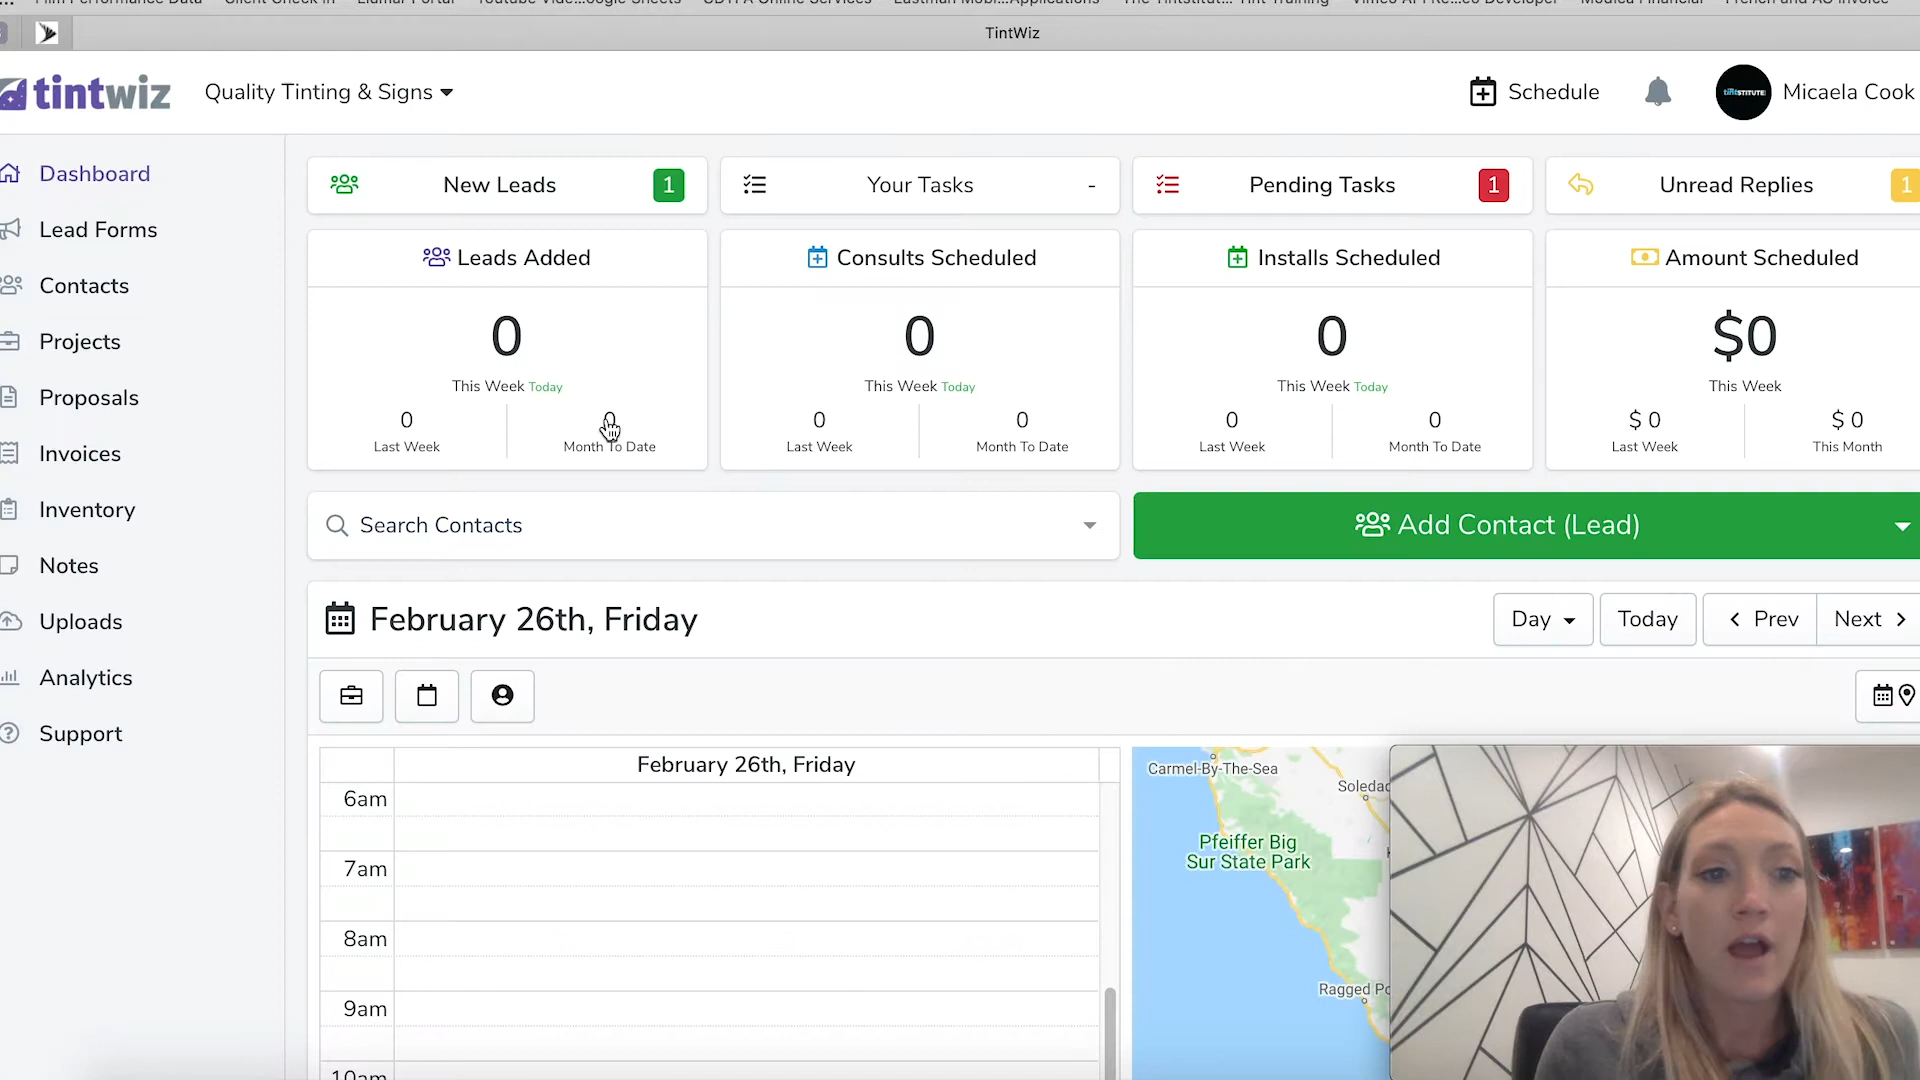 TintWiz
tintwiz
Quality Tinting & Signs
Schedule
TINTSTITUTE
Micaela Cook
Dashboard
Lead Forms
Contacts
Projects
Proposals
Invoices
Inventory
Notes
Uploads
Analytics
Support
New Leads 1
Your Tasks -
Pending Tasks 1
Unread Replies 1
Leads Added
0
This Week Today
0 0
Last Week Month To Date
Consults Scheduled
0
This Week Today
0 0
Last Week Month To Date
Installs Scheduled
0
This Week Today
0 0
Last Week Month To Date
Amount Scheduled
$0
This Week
$ 0 $ 0
Last Week This Month
Search Contacts
Add Contact (Lead)
February 26th, Friday
Day Today Prev Next
February 26th, Friday
6am
7am
8am
9am
10am
Carmel-By-The-Sea
Soledad
Pfeiffer Big
Sur State Park
Ragged Po